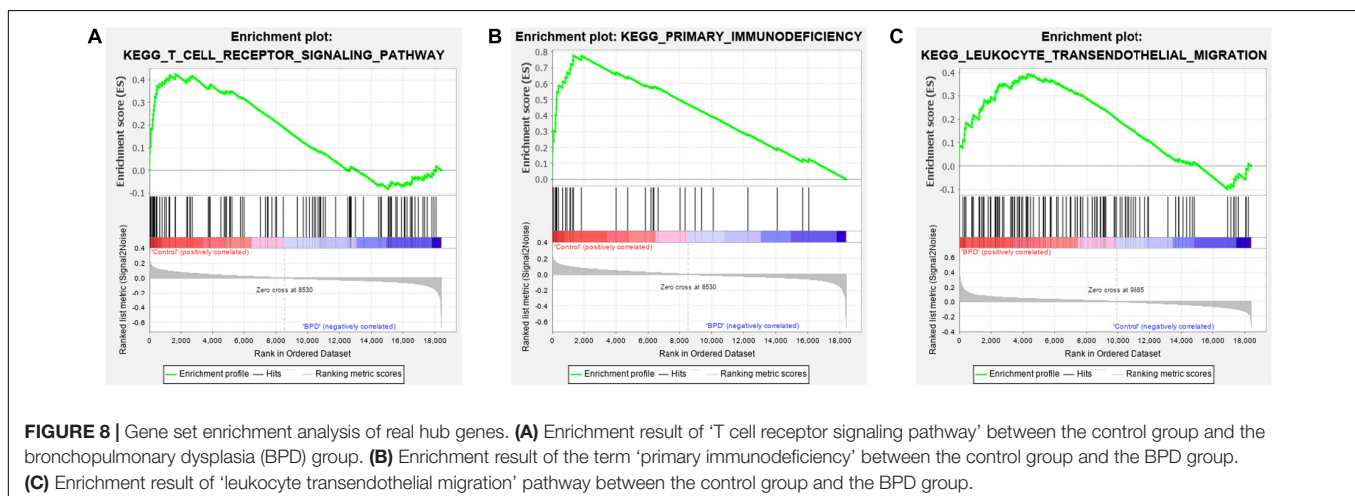 A
Enrichment plot:
KEGG_T_CELL_RECEPTOR_SIGNALING_PATHWAY
Enrichment score (ES)
0.4
0.3
0.2
0.1
0.0
-0.1
Ranked list metric (Signal2Noise)
0.4
'Control' (positively correlated)
0.2
0.0
Zero cross at 8530
-0.2
-0.4
-0.6
'BPD' (negatively correlated)
0 2,000 4,000 6,000 8,000 10,000 12,000 14,000 16,000 18,000
Rank in Ordered Dataset
Enrichment profile Hits Ranking metric scores
B
Enrichment plot: KEGG_PRIMARY_IMMUNODEFICIENCY
Enrichment score (ES)
0.8
0.7
0.6
0.5
0.4
0.3
0.2
0.1
0.0
Ranked list metric (Signal2Noise)
0.4
'Control' (positively correlated)
0.2
0.0
Zero cross at 8530
-0.2
-0.4
-0.6
'BPD' (negatively correlated)
0 2,000 4,000 6,000 8,000 10,000 12,000 14,000 16,000 18,000
Rank in Ordered Dataset
Enrichment profile Hits Ranking metric scores
C
Enrichment plot:
KEGG_LEUKOCYTE_TRANSENDOTHELIAL_MIGRATION
Enrichment score (ES)
0.4
0.3
0.2
0.1
0.0
-0.1
Ranked list metric (Signal2Noise)
'BPD' (positively correlated)
0.6
0.4
0.2
Zero cross at 9885
0.0
-0.2
'Control' (negatively correlated)
-0.4
0 2,000 4,000 6,000 8,000 10,000 12,000 14,000 16,000 18,000
Rank in Ordered Dataset
Enrichment profile Hits Ranking metric scores
FIGURE 8 | Gene set enrichment analysis of real hub genes. (A) Enrichment result of 'T cell receptor signaling pathway' between the control group and the
bronchopulmonary dysplasia (BPD) group. (B) Enrichment result of the term 'primary immunodeficiency' between the control group and the BPD group.
(C) Enrichment result of 'leukocyte transendothelial migration' pathway between the control group and the BPD group.